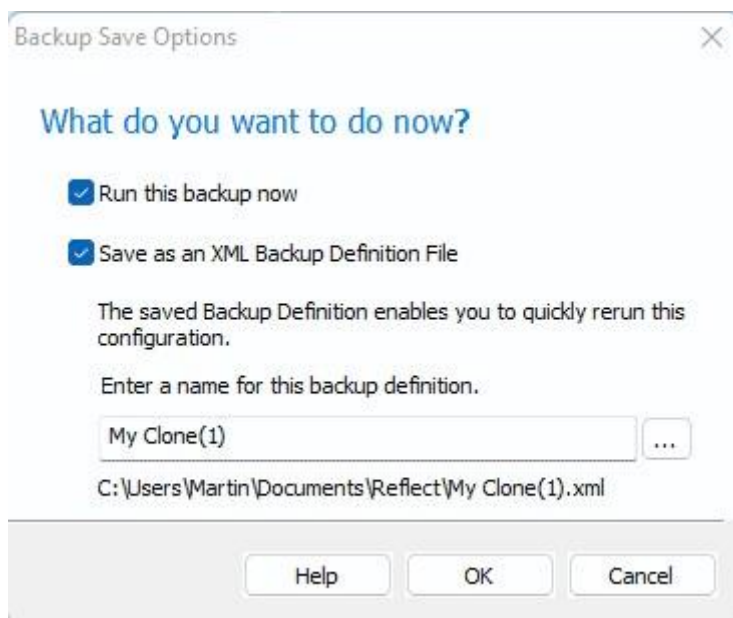 Backup Save Options
What do you want to do now?
Run this backup now
Save as an XML Backup Definition File
The saved Backup Definition enables you to quickly rerun this
configuration.
Enter a name for this backup definition.
My Clone(1)
...
C:\Users\Martin\Documents\Reflect\My Clone(1).xml
Help
OK
Cancel